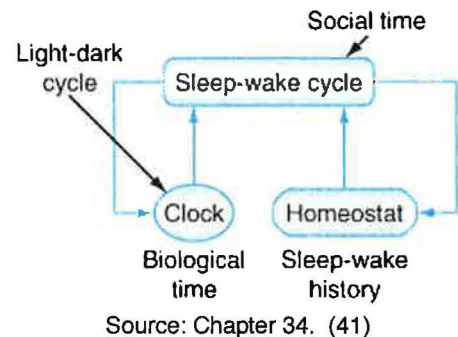 Social time
Light-dark
cycle
Sleep-wake cycle
Clock
Homeostat
Biological
time
Sleep-wake
history
Source: Chapter 34. (41)